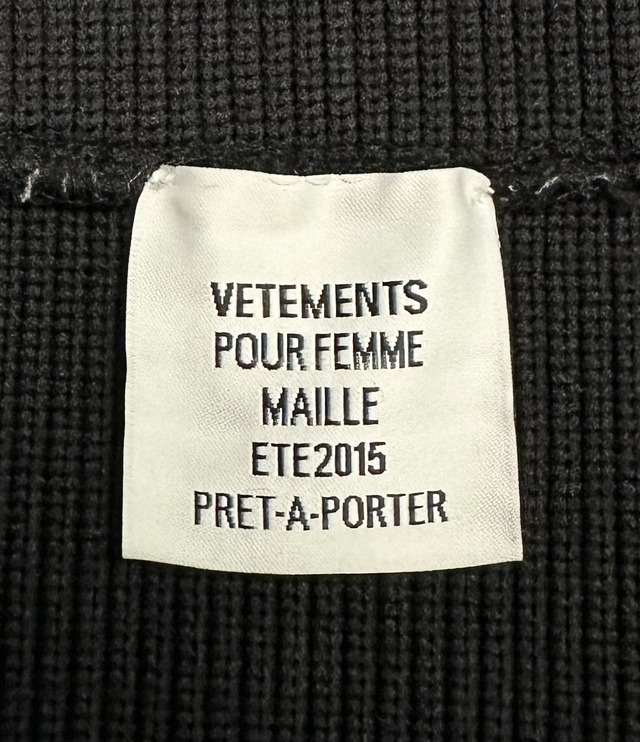 VETEMENTS
POUR FEMME
MAILLE
ETE2015
PRET-A-PORTER